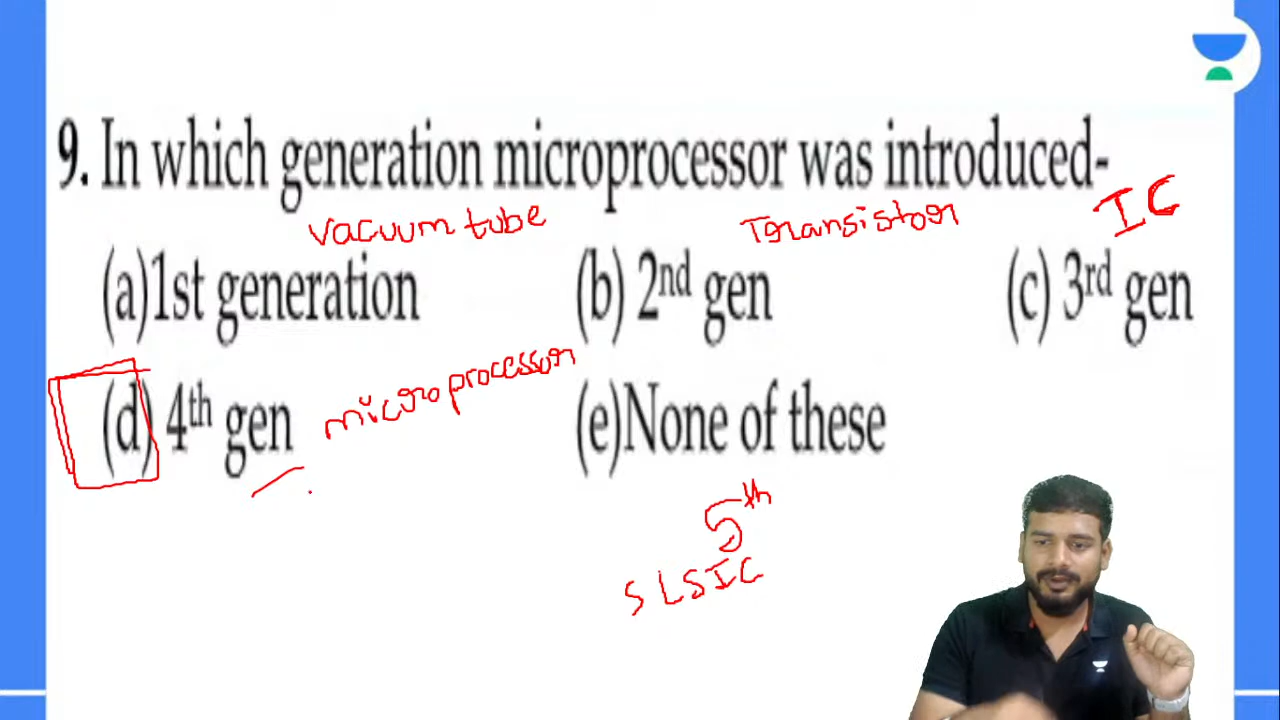 9. In which generation microprocessor was introduced-
vacuum tube Transistor IC
(a)1st generation (b) 2nd gen (c) 3rd gen
microprocessor
(d) 4th gen (e)None of these
5th
SLSIC